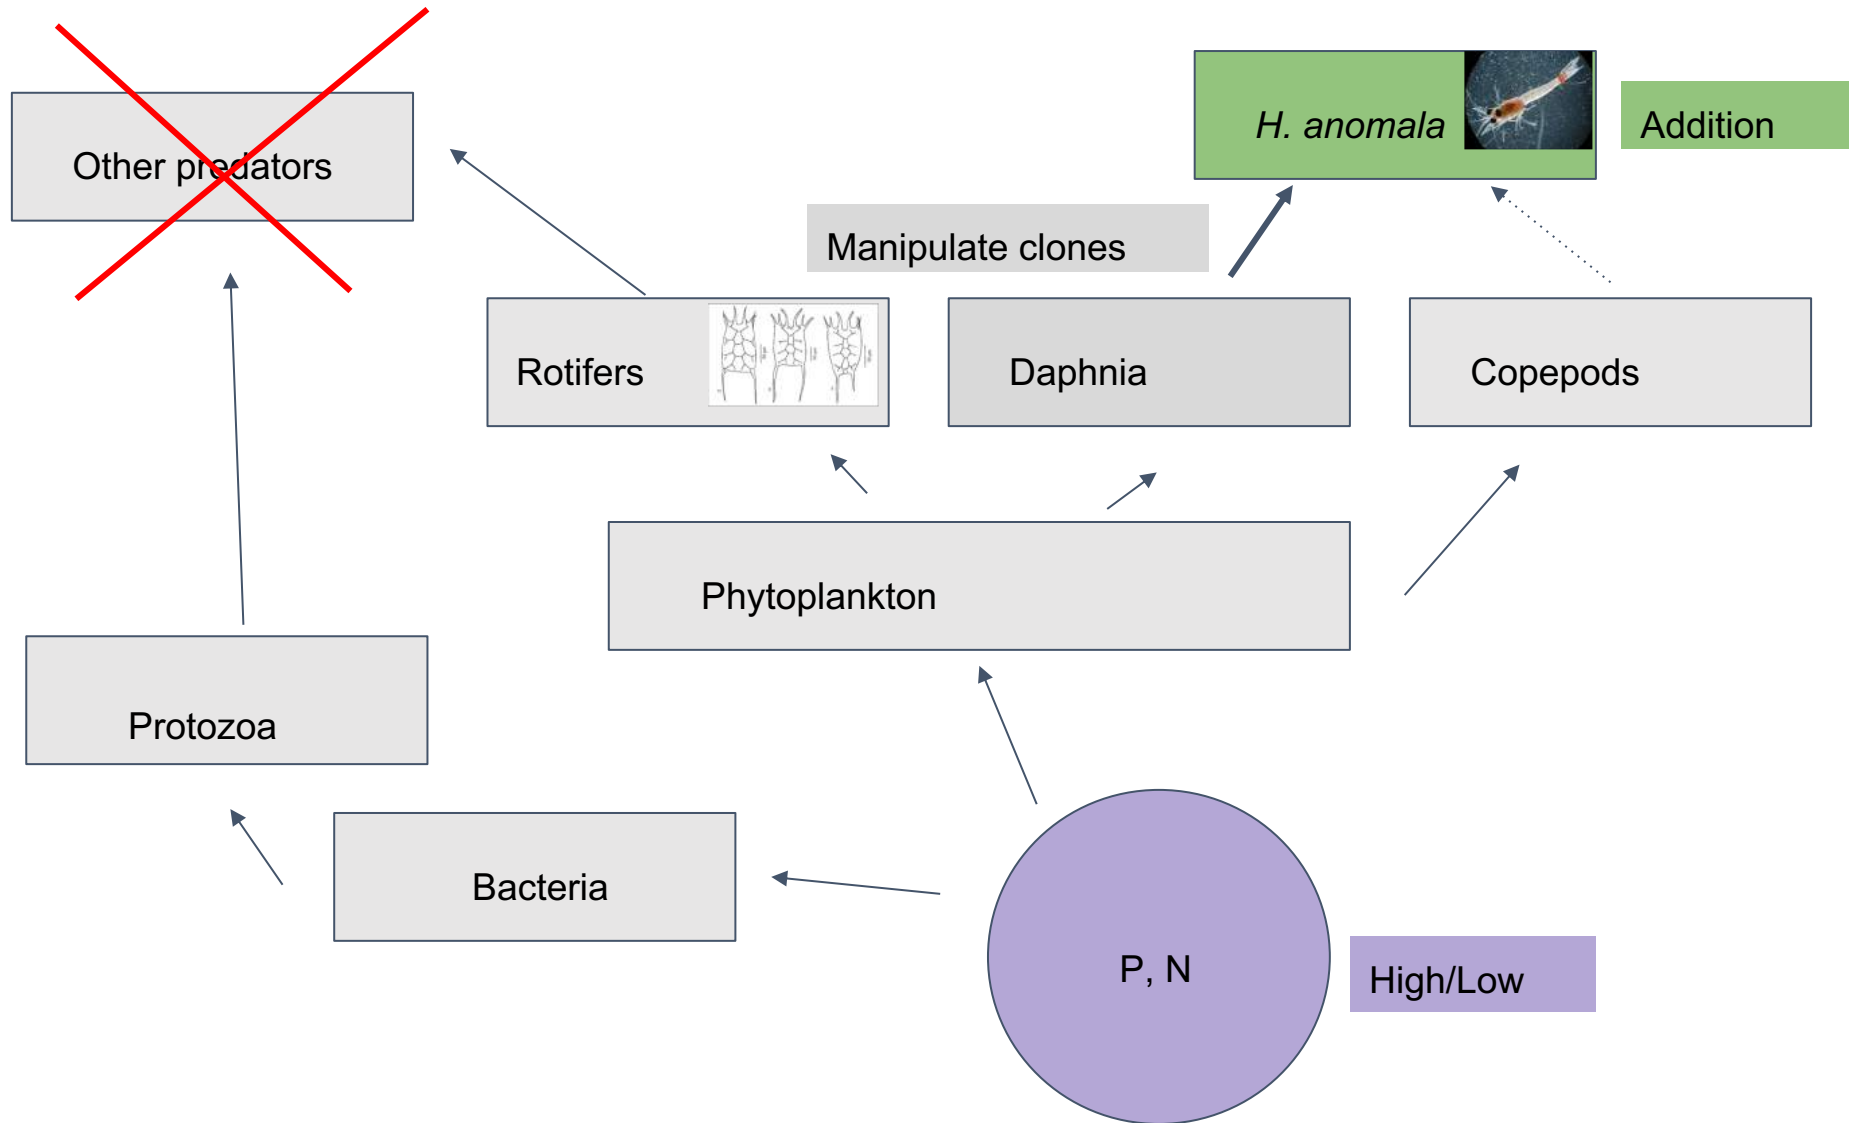 H. anomala
Addition
Other predators
Manipulate clones
Rotifers
Daphnia
Copepods
Phytoplankton
Protozoa
Bacteria
P, N
High/Low